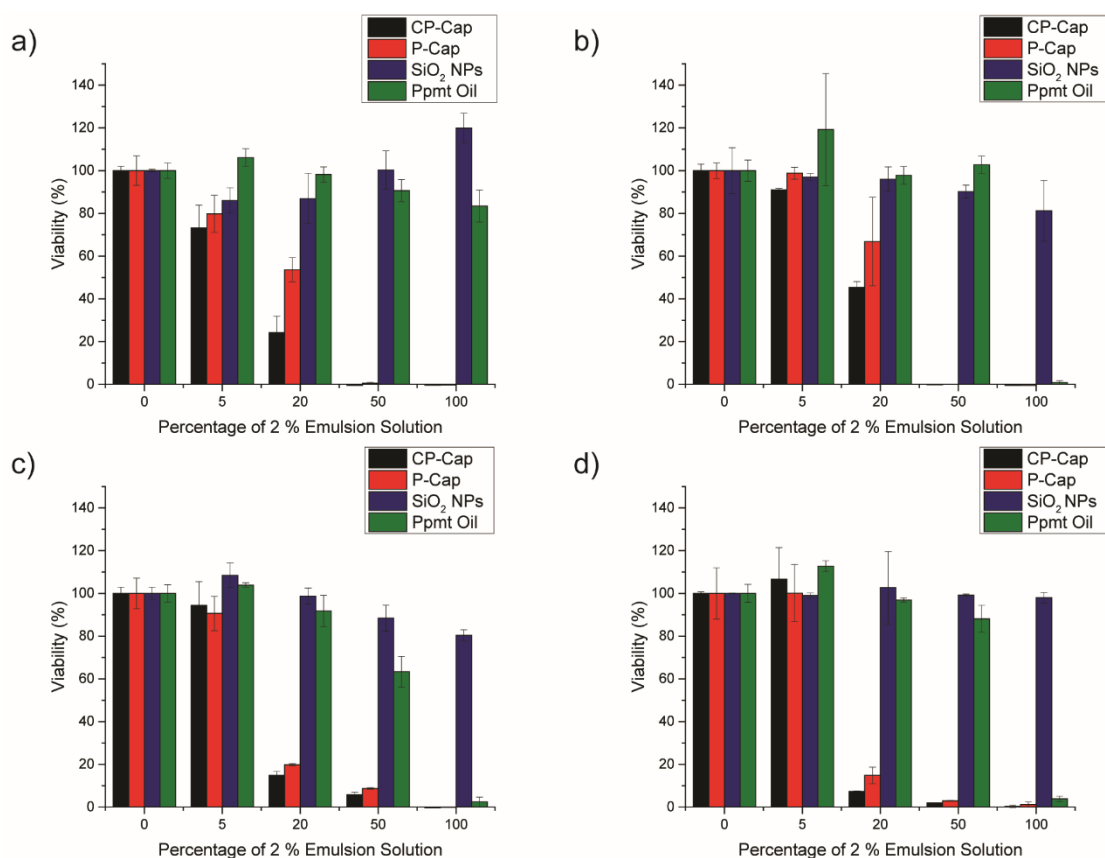 a)
CP-Cap
P-Cap
SiO₂ NPs
Ppmt Oil
Viability (%)
140
120
100
80
60
40
20
0
0 5 20 50 100
Percentage of 2 % Emulsion Solution
b)
CP-Cap
P-Cap
SiO₂ NPs
Ppmt Oil
Viability (%)
140
120
100
80
60
40
20
0
0 5 20 50 100
Percentage of 2 % Emulsion Solution
c)
CP-Cap
P-Cap
SiO₂ NPs
Ppmt Oil
Viability (%)
140
120
100
80
60
40
20
0
0 5 20 50 100
Percentage of 2 % Emulsion Solution
d)
CP-Cap
P-Cap
SiO₂ NPs
Ppmt Oil
Viability (%)
140
120
100
80
60
40
20
0
0 5 20 50 100
Percentage of 2 % Emulsion Solution